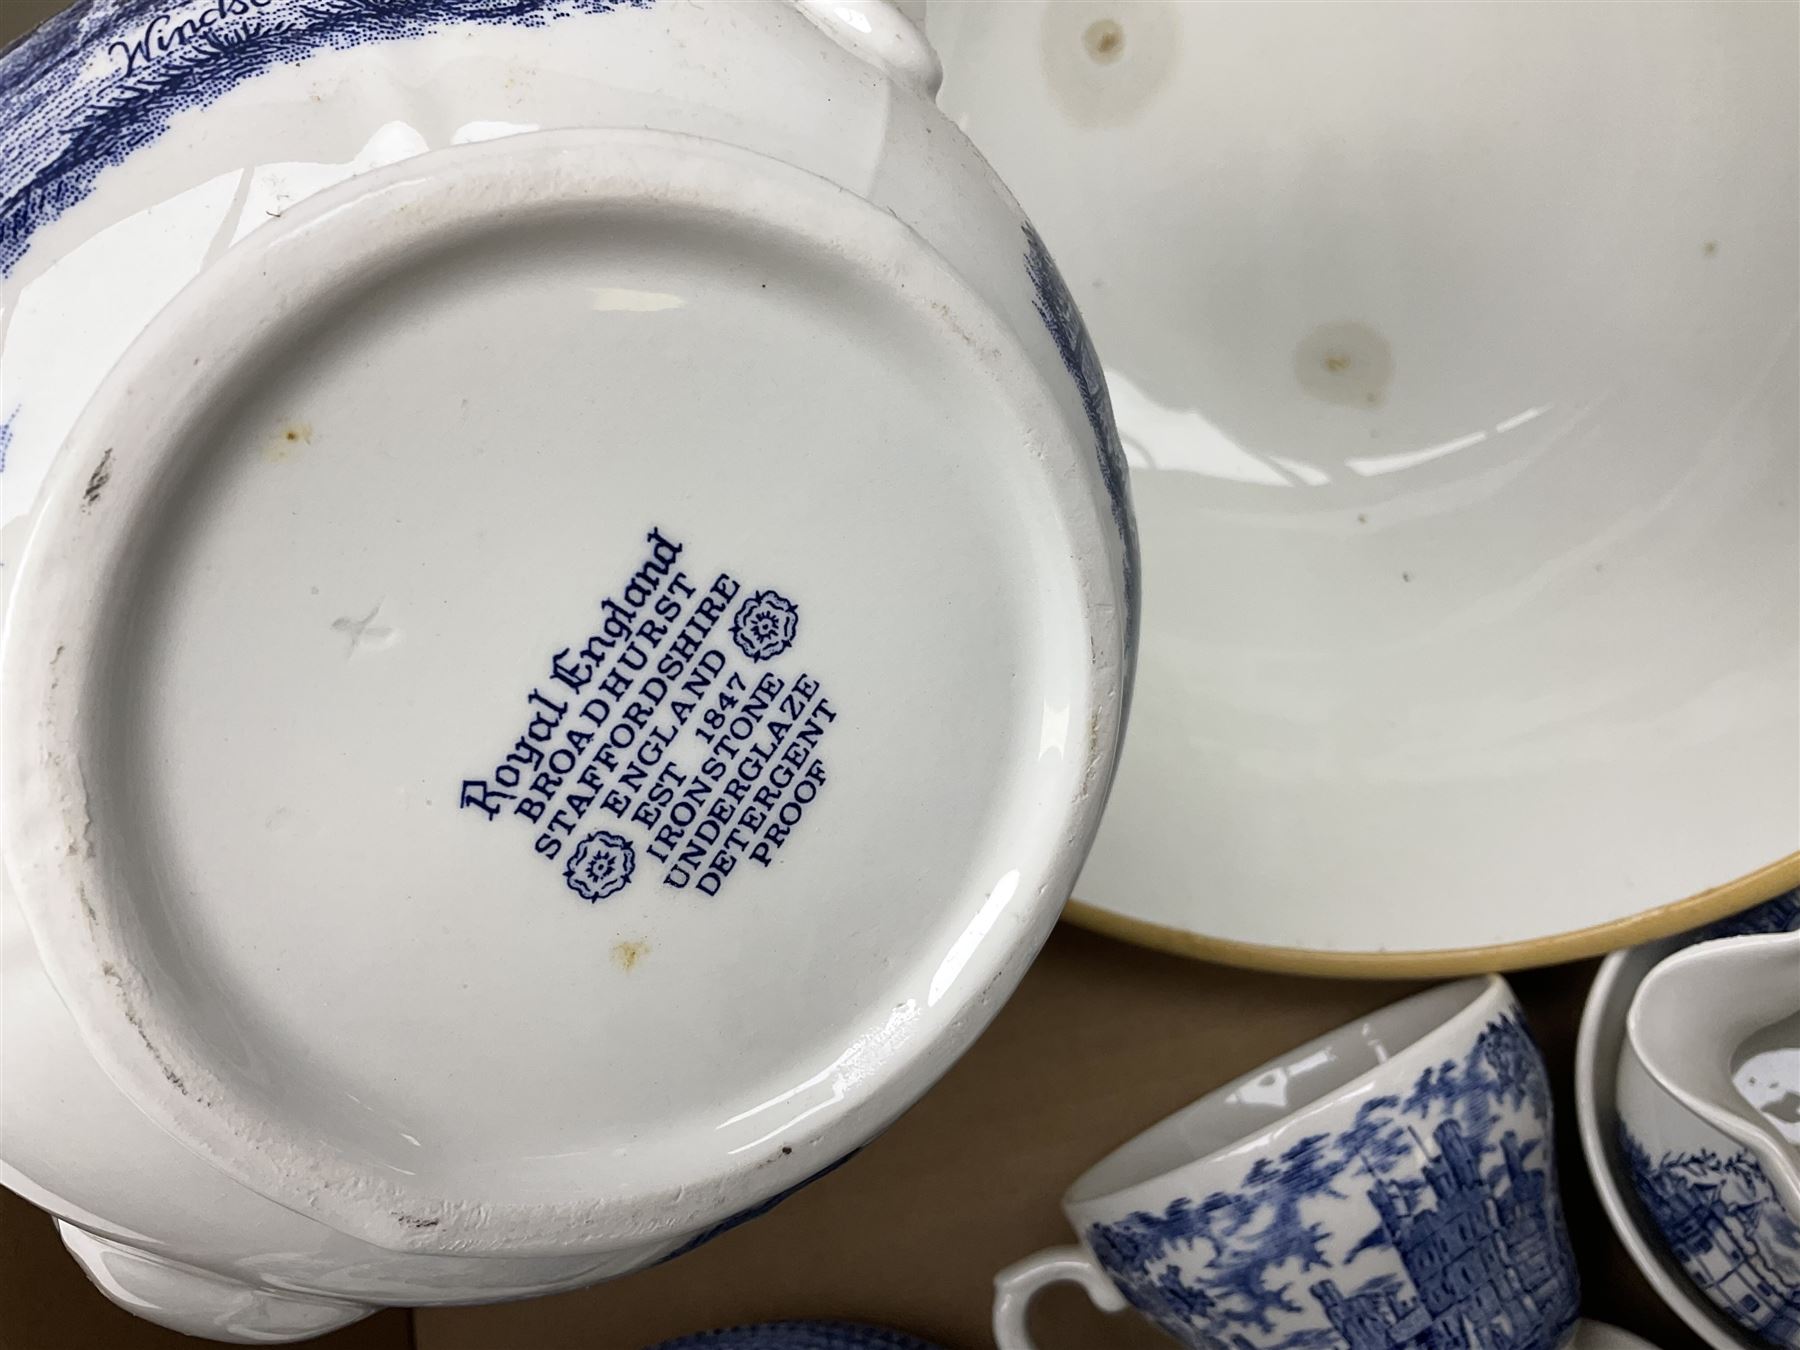 Royal England
BROADHURST
STAFFORDSHIRE
ENGLAND
EST 1847
IRONSTONE
UNDERGLAZE
DETERGENT
PROOF